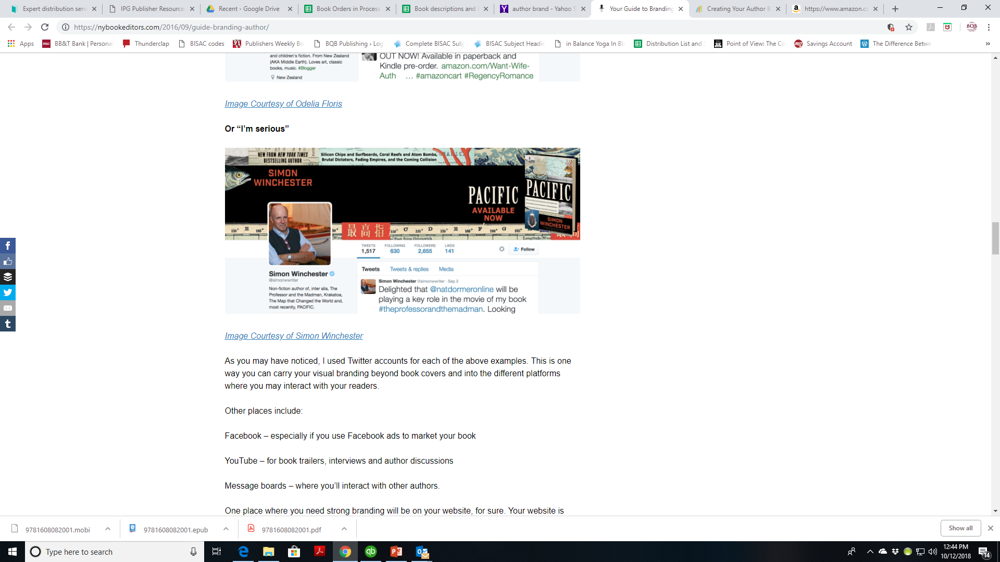 Expert distribution serv
IPG Publisher Resource
Recent - Google Drive
Book Orders in Process
Book descriptions and
author brand - Yahoo S
Your Guide to Branding
Creating Your Author B
https://www.amazon.co
https://nybookeditors.com/2016/09/guide-branding-author/
BQB
Apps
BB&T Bank | Persona
Thunderclap
BISAC codes
Publishers Weekly Bo
BQB Publishing › Log
Complete BISAC Sub
BISAC Subject Headi
in Balance Yoga In Bl
Distribution List and
Point of View: The Co
Savings Account
The Difference Betwe
and children's fiction. From New Zealand
(AKA Middle Earth). Loves art, classic
books, music. #Blogger
New Zealand
OUT NOW! Available in paperback and
Kindle pre-order. amazon.com/Want-Wife-
Auth … #amazoncart #RegencyRomance
Image Courtesy of Odelia Floris
Or “I’m serious”
NEW FROM NEW YORK TIMES
BESTSELLING AUTHOR
Silicon Chips and Surfboards, Coral Reefs and Atom Bombs,
Brutal Dictators, Fading Empires, and the Coming Collision
SIMON
WINCHESTER
PACIFIC
AVAILABLE
NOW
PACIFIC
SIMON
WINCHESTER
最高指
East from Greenwich
TWEETS
1,517
FOLLOWING
630
FOLLOWERS
2,655
LIKES
141
Follow
Simon Winchester
@simonwwriter
Non-fiction author of, inter alia, The
Professor and the Madman, Krakatoa,
The Map that Changed the World and,
most recently, PACIFIC.
Tweets
Tweets & replies
Media
Simon Winchester @simonwwriter · Sep 2
Delighted that @natdormeronline will be
playing a key role in the movie of my book
#theprofessorandthemadman. Looking
Image Courtesy of Simon Winchester
As you may have noticed, I used Twitter accounts for each of the above examples. This is one
way you can carry your visual branding beyond book covers and into the different platforms
where you may interact with your readers.
Other places include:
Facebook – especially if you use Facebook ads to market your book
YouTube – for book trailers, interviews and author discussions
Message boards – where you’ll interact with other authors.
One place where you need strong branding will be on your website, for sure. Your website is
9781608082001.mobi
9781608082001.epub
9781608082001.pdf
Show all
Type here to search
12:44 PM
10/12/2018
14